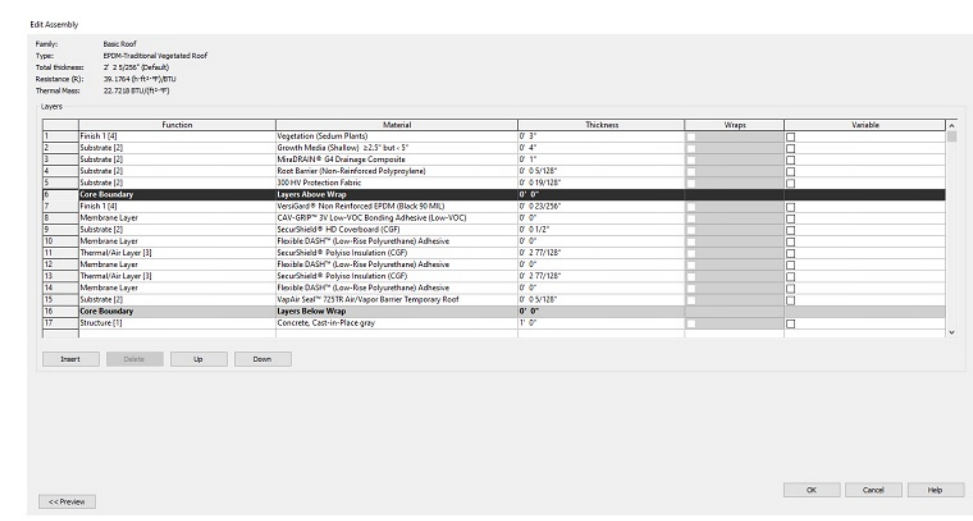 Edit Assembly
Family: Basic Roof
Type: EPDM-Traditional Vegetated Roof
Total thickness: 2' 2 5/256" (Default)
Resistance (R): 39.1764 (h·ft²·°F)/BTU
Thermal Mass: 22.7218 BTU/(ft²·°F)
Layers
Function Material Thickness Wraps Variable
1 Finish 1 [4] Vegetation (Sedum Plants) 0' 3"
2 Substrate [2] Growth Media (Shallow) ≥2.5" but < 5" 0' 4"
3 Substrate [2] MiraDRAIN® G4 Drainage Composite 0' 1"
4 Substrate [2] Root Barrier (Non-Reinforced Polyproylene) 0' 0 5/128"
5 Substrate [2] 300 HV Protection Fabric 0' 0 19/128"
6 Core Boundary Layers Above Wrap 0' 0"
7 Finish 1 [4] VersiGard® Non Reinforced EPDM (Black 90 MIL) 0' 0 23/256"
8 Membrane Layer CAV-GRIP™ 3V Low-VOC Bonding Adhesive (Low-VOC) 0' 0"
9 Substrate [2] SecurShield® HD Coverboard (CGF) 0' 0 1/2"
10 Membrane Layer Flexible DASH™ (Low-Rise Polyurethane) Adhesive 0' 0"
11 Thermal/Air Layer [3] SecurShield® Polyiso Insulation (CGF) 0' 2 77/128"
12 Membrane Layer Flexible DASH™ (Low-Rise Polyurethane) Adhesive 0' 0"
13 Thermal/Air Layer [3] SecurShield® Polyiso Insulation (CGF) 0' 2 77/128"
14 Membrane Layer Flexible DASH™ (Low-Rise Polyurethane) Adhesive 0' 0"
15 Substrate [2] VapAir Seal™ 725TR Air/Vapor Barrier Temporary Roof 0' 0 5/128"
16 Core Boundary Layers Below Wrap 0' 0"
17 Structure [1] Concrete, Cast-in-Place gray 1' 0"
Insert Delete Up Down
OK Cancel Help
<< Preview